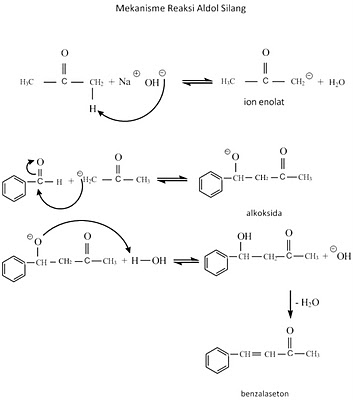 Mekanisme Reaksi Aldol Silang
O
H₃C — C — CH₂ + Na⊕ OH⊖ ⇌ H₃C — C — CH₂⊖ + H₂O
O
H
ion enolat
O O O⊖ O
C — H + ⊖H₂C — C — CH₃ ⇌ CH — CH₂ — C — CH₃
alkoksida
⊖O O OH O
CH — CH₂ — C — CH₃ + H — OH ⇌ CH — CH₂ — C — CH₃ + ⊖OH
- H₂O
O
CH = CH — C — CH₃
benzalaseton